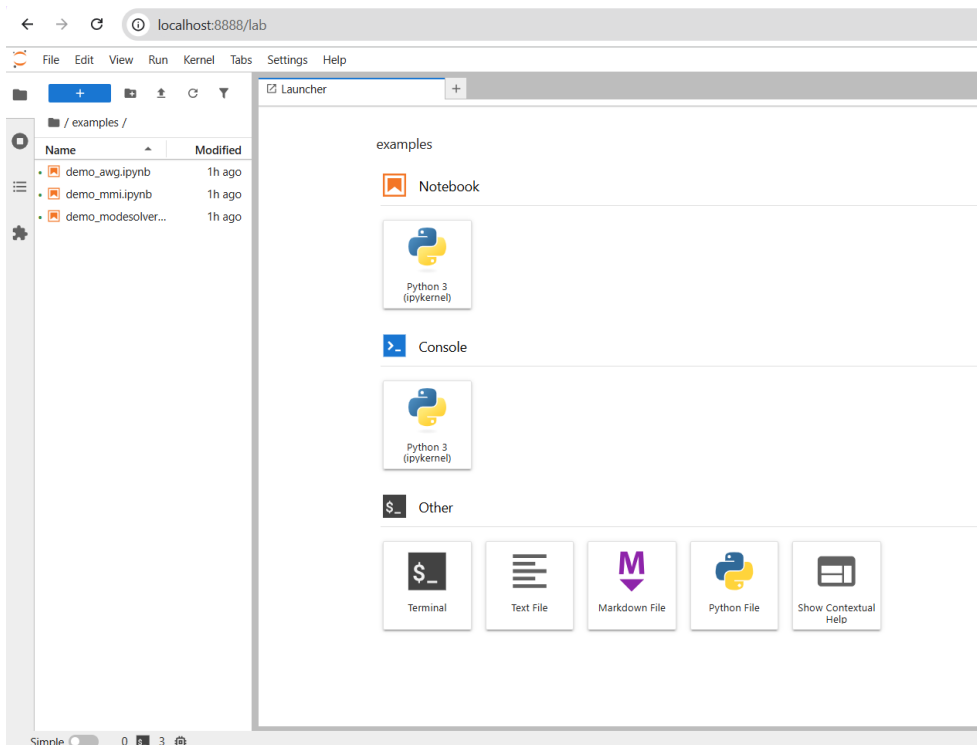 localhost:8888/lab
File Edit View Run Kernel Tabs Settings Help
+
Launcher +
/ examples /
Name Modified
demo_awg.ipynb 1h ago
demo_mmi.ipynb 1h ago
demo_modesolver... 1h ago
examples
Notebook
Python 3
(ipykernel)
Console
Python 3
(ipykernel)
$_ Other
$_
M
Terminal Text File Markdown File Python File Show Contextual
Help
Simple 0 $_ 3